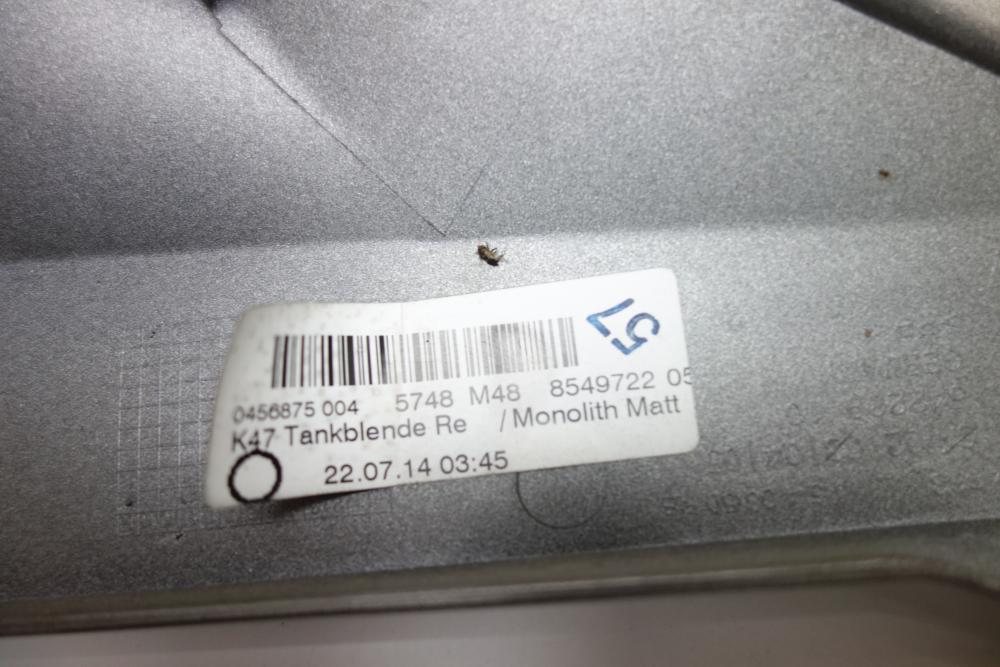 57
0456875 004 5748 M48 8549722 05
K47 Tankblende Re / Monolith Matt
22.07.14 03:45